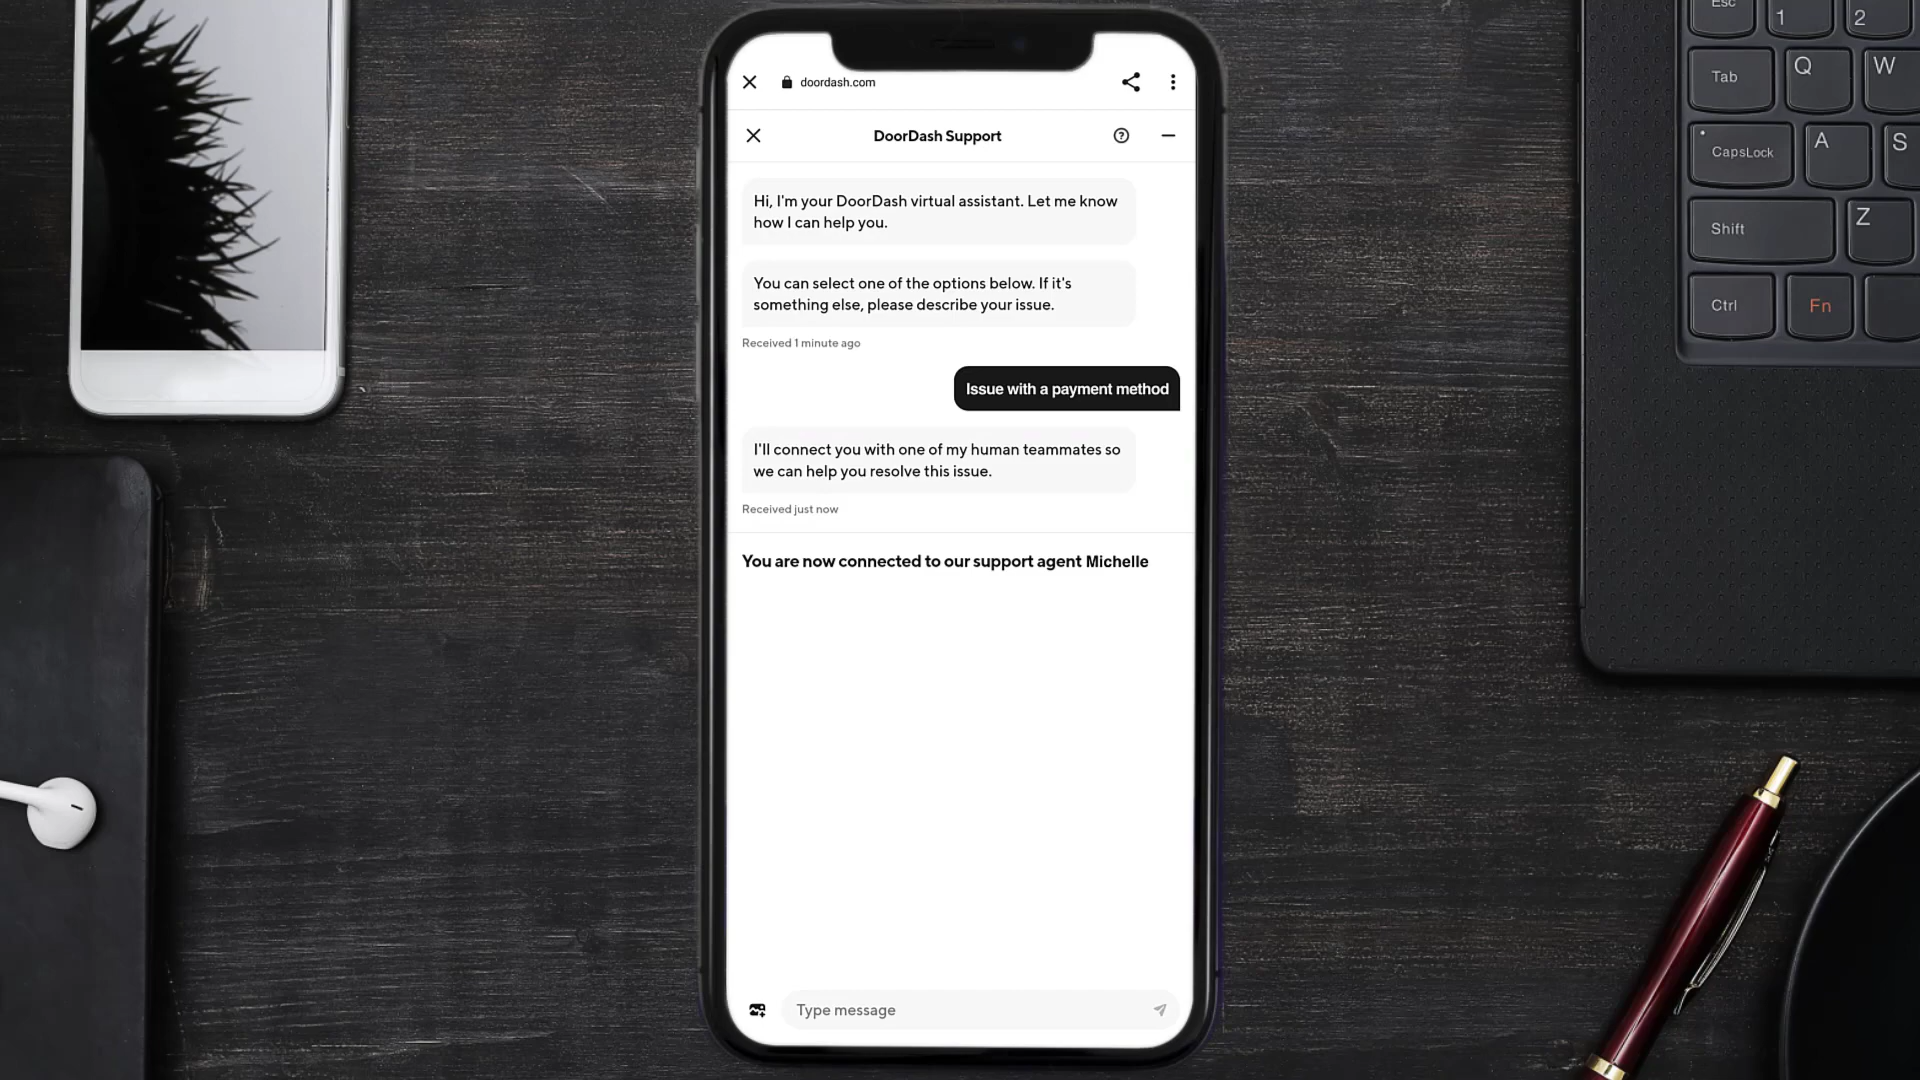 doordash.com
DoorDash Support
Hi, I'm your DoorDash virtual assistant. Let me know
how I can help you.
You can select one of the options below. If it's
something else, please describe your issue.
Received 1 minute ago
Issue with a payment method
I'll connect you with one of my human teammates so
we can help you resolve this issue.
Received just now
You are now connected to our support agent Michelle
Type message
Esc 1 2
Tab Q W
CapsLock A S
Shift Z
Ctrl Fn